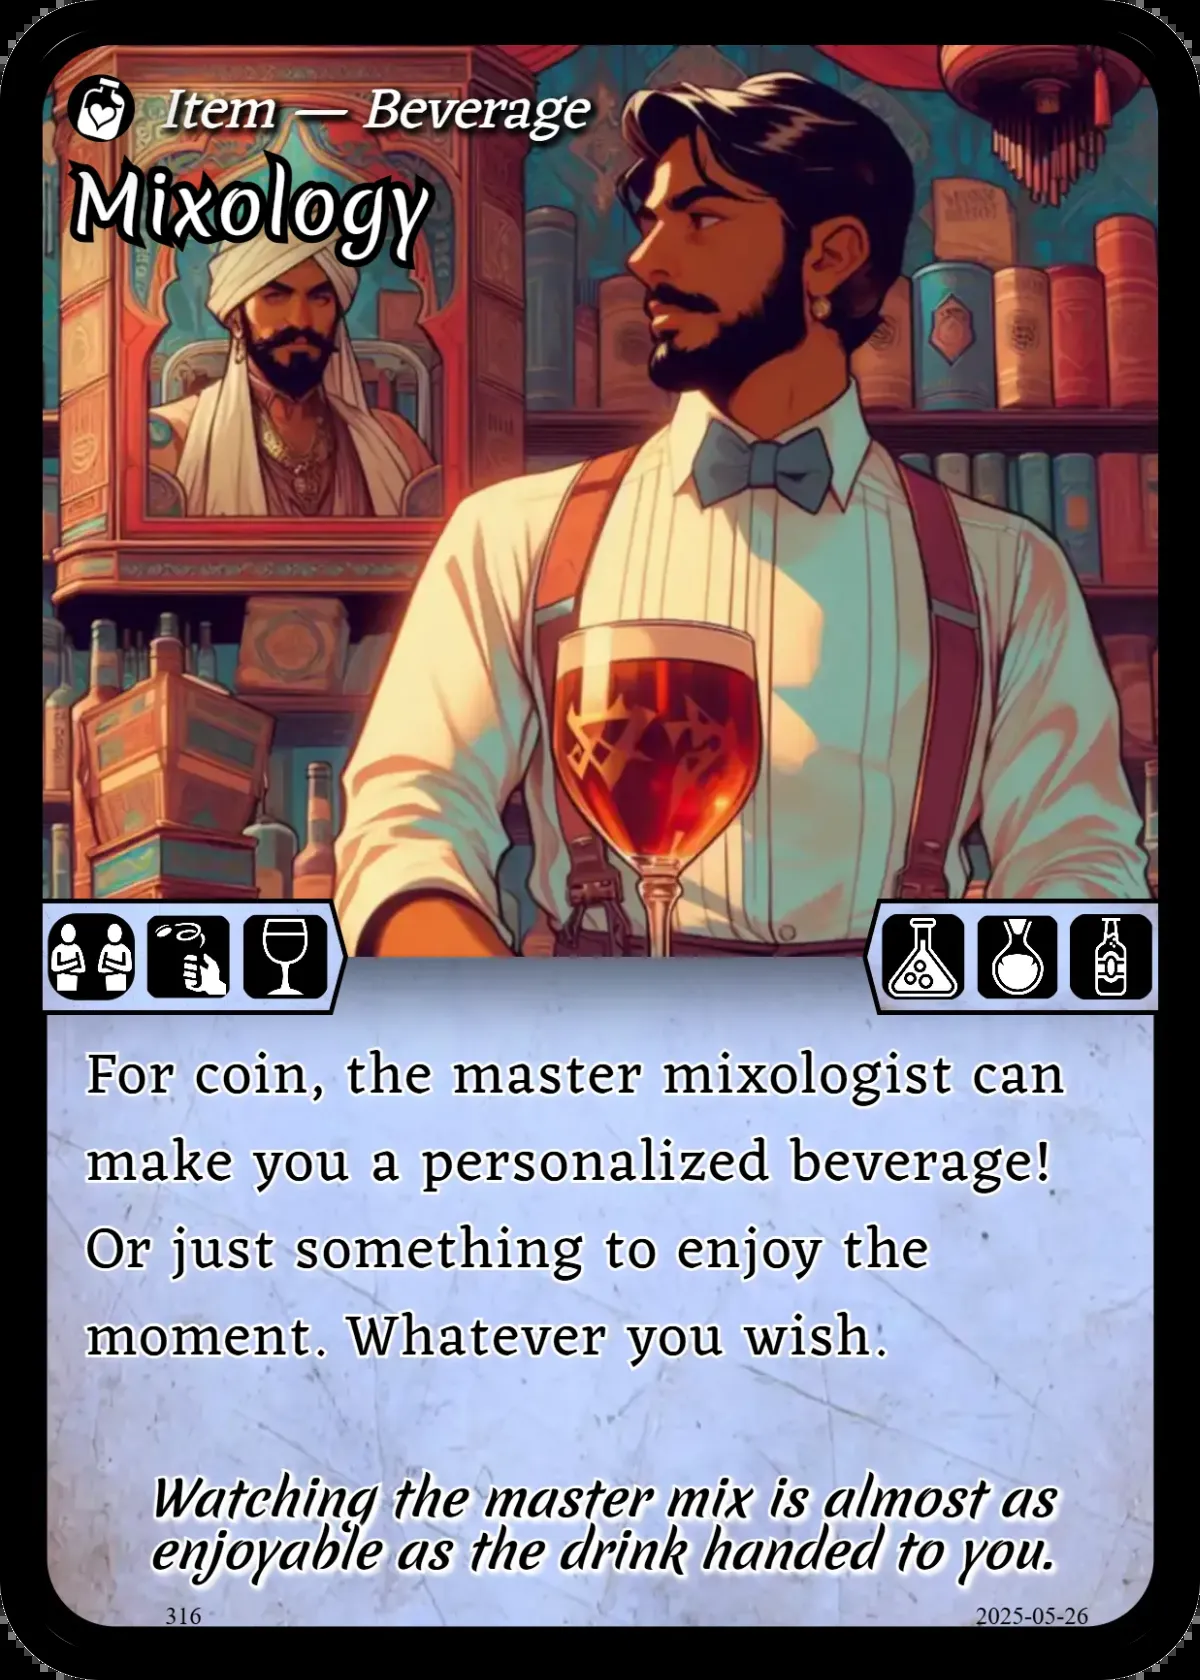 Item — Beverage
Mixology
For coin, the master mixologist can
make you a personalized beverage!
Or just something to enjoy the
moment. Whatever you wish.
Watching the master mix is almost as
enjoyable as the drink handed to you.
316
2025-05-26